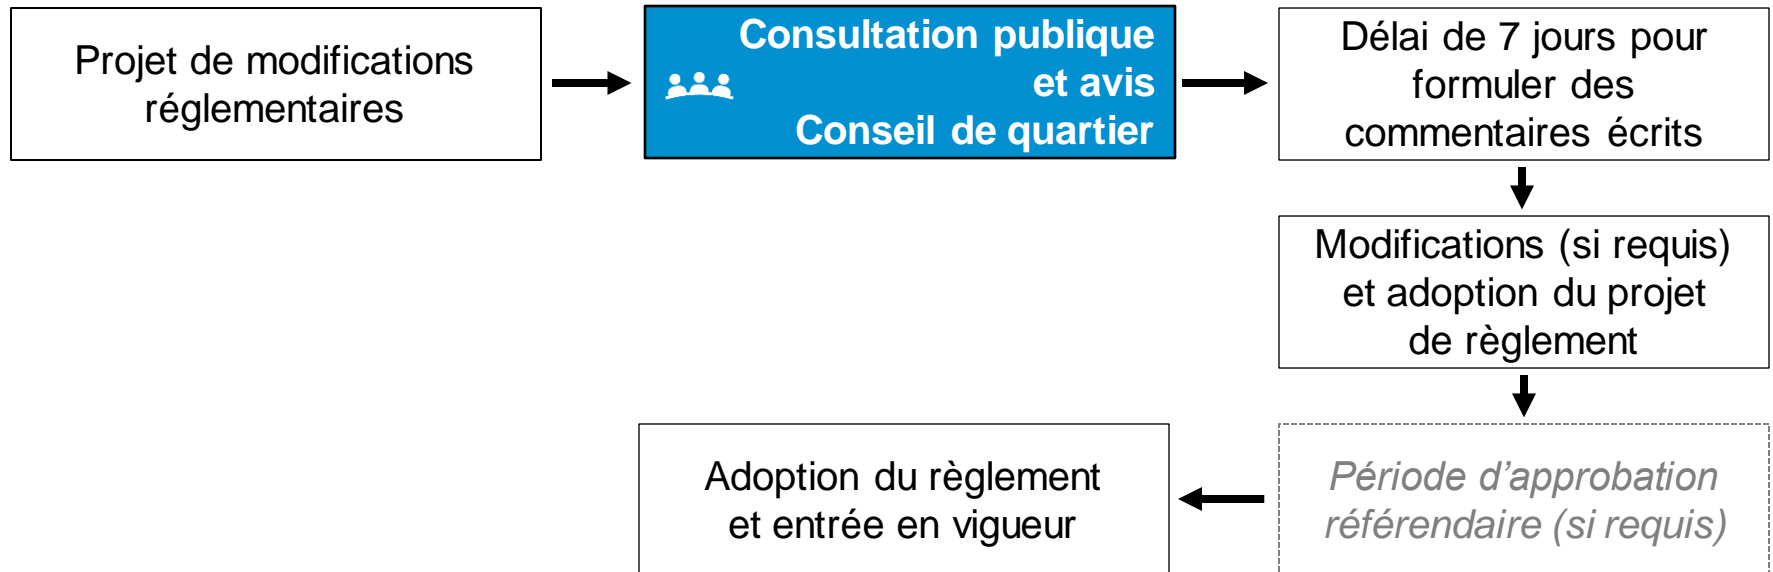 Projet de modifications
réglementaires
Consultation publique
et avis
Conseil de quartier
Délai de 7 jours pour
formuler des
commentaires écrits
Modifications (si requis)
et adoption du projet
de règlement
Période d’approbation
référendaire (si requis)
Adoption du règlement
et entrée en vigueur